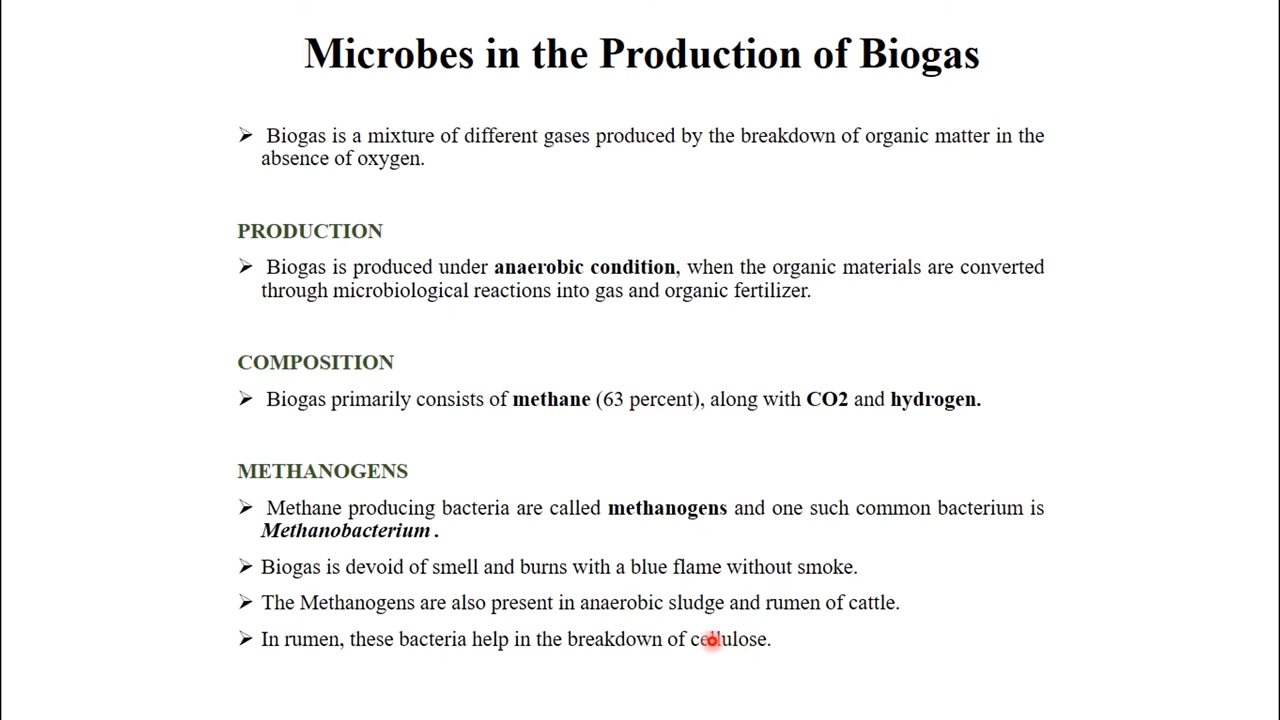 Microbes in the Production of Biogas
➢ Biogas is a mixture of different gases produced by the breakdown of organic matter in the
absence of oxygen.
PRODUCTION
➢ Biogas is produced under anaerobic condition, when the organic materials are converted
through microbiological reactions into gas and organic fertilizer.
COMPOSITION
➢ Biogas primarily consists of methane (63 percent), along with CO2 and hydrogen.
METHANOGENS
➢ Methane producing bacteria are called methanogens and one such common bacterium is
Methanobacterium .
➢ Biogas is devoid of smell and burns with a blue flame without smoke.
➢ The Methanogens are also present in anaerobic sludge and rumen of cattle.
➢ In rumen, these bacteria help in the breakdown of cellulose.